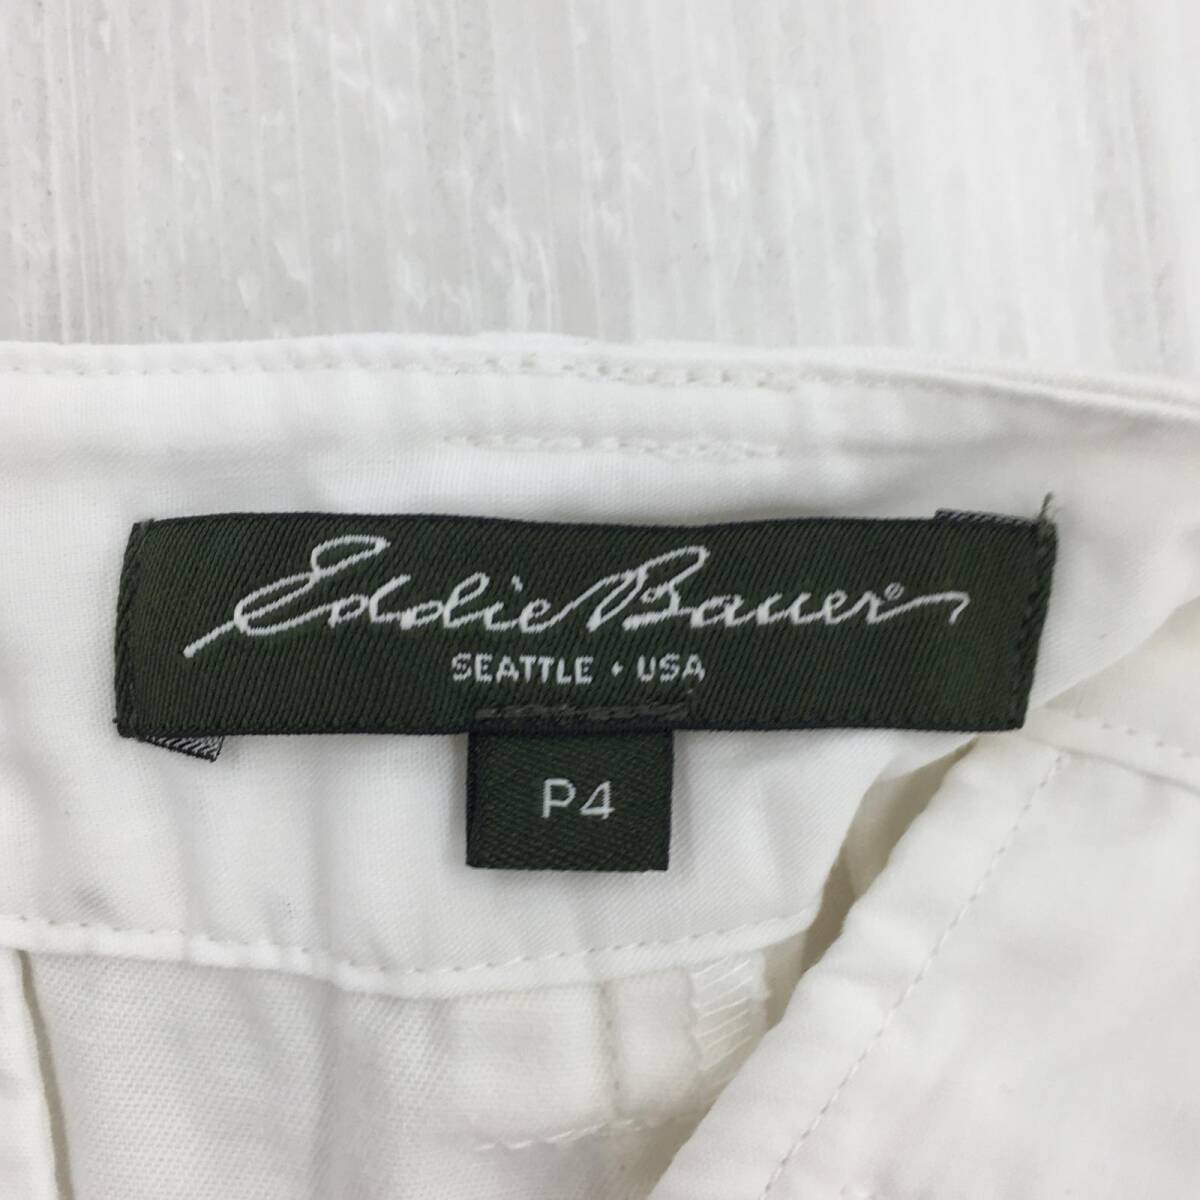 Eddie Bauer®
SEATTLE • USA
P4